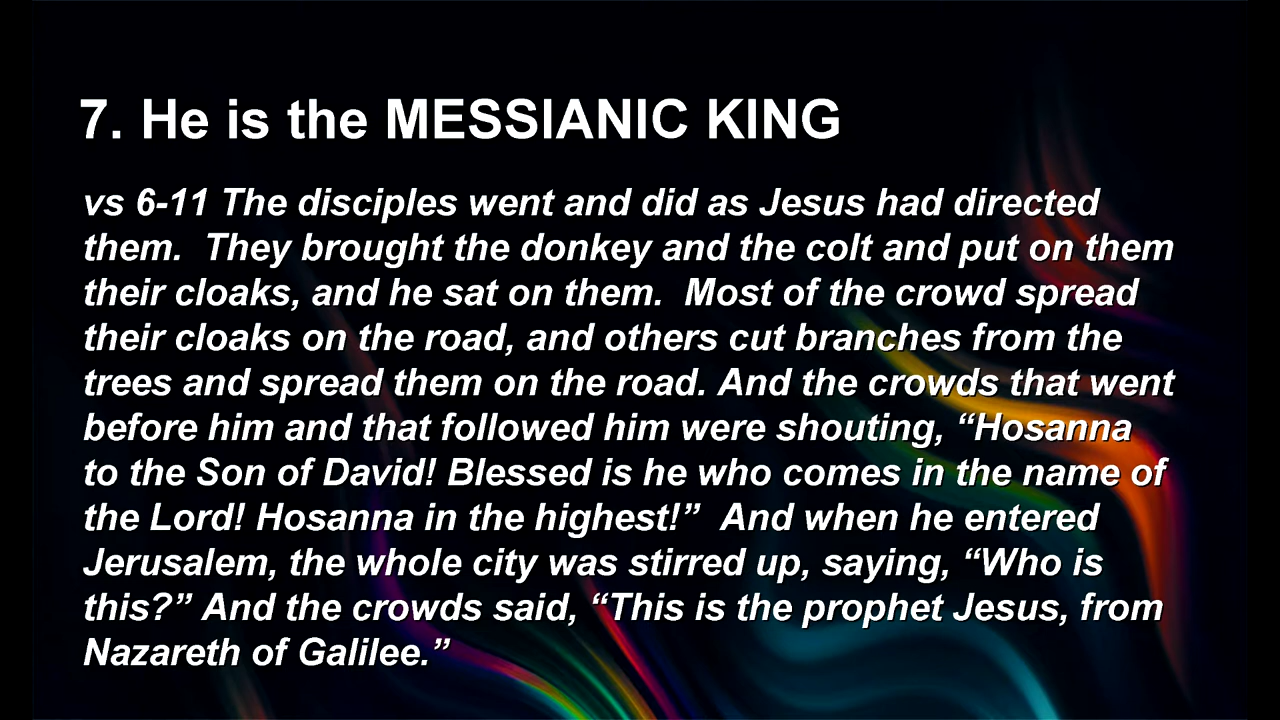 7. He is the MESSIANIC KING
vs 6-11 The disciples went and did as Jesus had directed
them.  They brought the donkey and the colt and put on them
their cloaks, and he sat on them.  Most of the crowd spread
their cloaks on the road, and others cut branches from the
trees and spread them on the road. And the crowds that went
before him and that followed him were shouting, “Hosanna
to the Son of David! Blessed is he who comes in the name of
the Lord! Hosanna in the highest!”  And when he entered
Jerusalem, the whole city was stirred up, saying, “Who is
this?” And the crowds said, “This is the prophet Jesus, from
Nazareth of Galilee.”